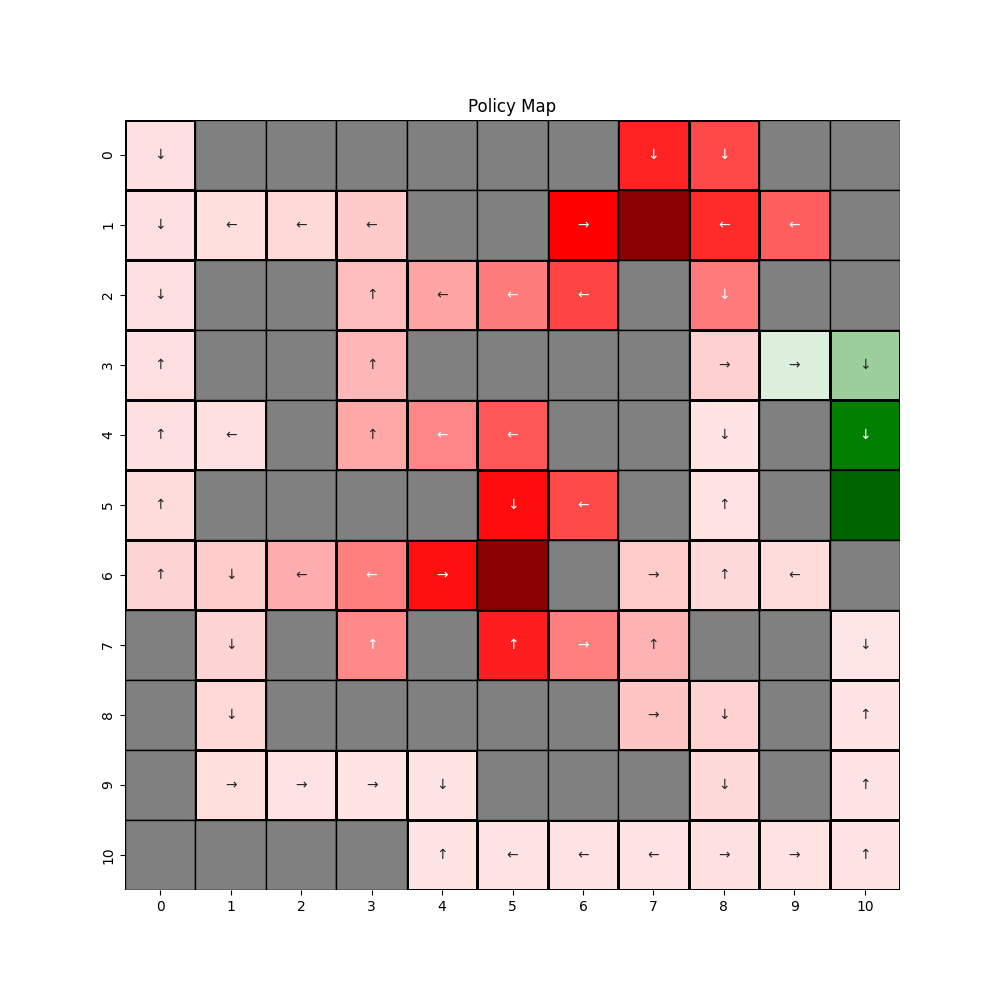 Policy Map
0 ↓ ↓ ↓
1 ↓ ← ← ← → ← ←
2 ↓ ↑ ← ← ← ↓
3 ↑ ↑ → → ↓
4 ↑ ← ↑ ← ← ↓ ↓
5 ↑ ↓ ← ↑
6 ↑ ↓ ← ← → → ↑ ←
7 ↓ ↑ ↑ → ↑ ↓
8 ↓ → ↓ ↑
9 → → → ↓ ↓ ↑
10 ↑ ← ← ← → → ↑
0 1 2 3 4 5 6 7 8 9 10